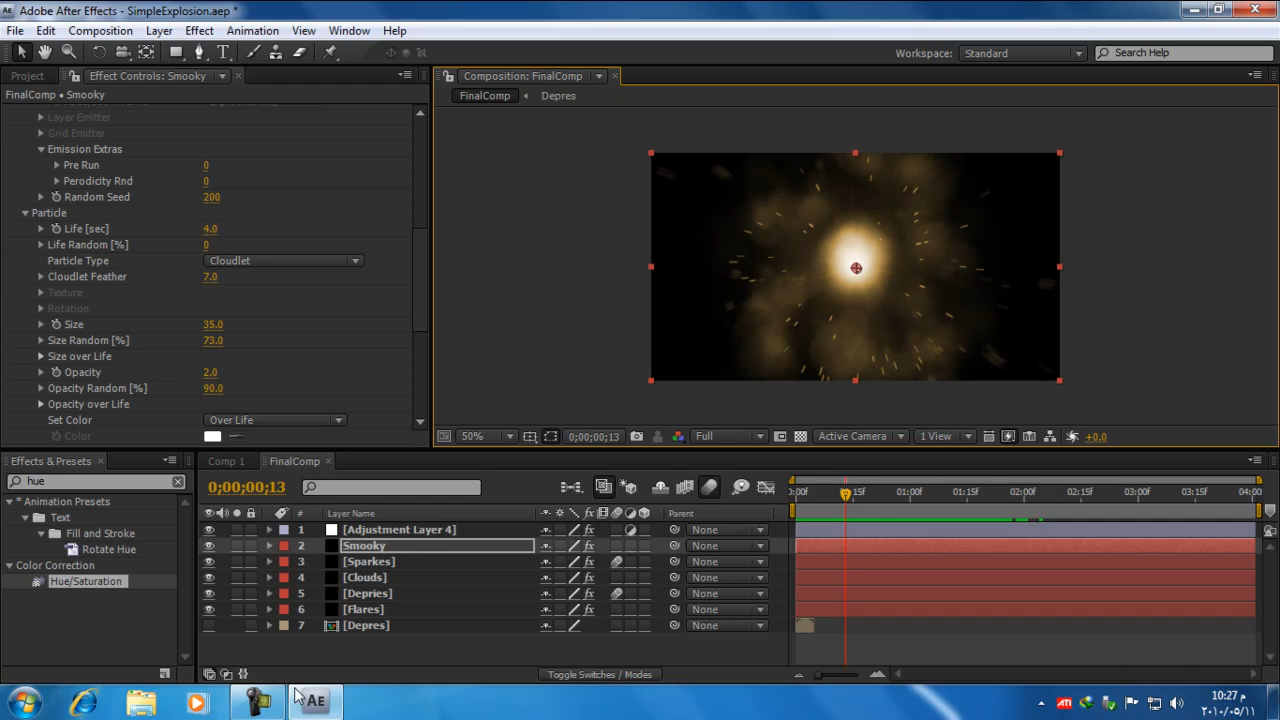 Adobe After Effects - SimpleExplosion.aep *
File Edit Composition Layer Effect Animation View Window Help
Workspace: Standard Search Help
Project Effect Controls: Smooky
Composition: FinalComp
FinalComp • Smooky
FinalComp Depres
Layer Emitter
Grid Emitter
Emission Extras
Pre Run 0
Perodicity Rnd 0
Random Seed 200
Particle
Life [sec] 4.0
Life Random [%] 0
Particle Type Cloudlet
Cloudlet Feather 7.0
Texture
Rotation
Size 35.0
Size Random [%] 73.0
Size over Life
Opacity 2.0
Opacity Random [%] 90.0
Opacity over Life
Set Color Over Life
Color
50% 0;00;00;13 Full Active Camera 1 View +0.0
Effects & Presets
hue
* Animation Presets
Text
Fill and Stroke
Rotate Hue
Color Correction
Hue/Saturation
Comp 1 FinalComp
0;00;00;13
# Layer Name Parent
:00f 15f 01:00f 01:15f 02:00f 02:15f 03:00f 03:15f 04:00
1 [Adjustment Layer 4] None
2 Smooky None
3 [Sparkes] None
4 [Clouds] None
5 [Depries] None
6 [Flares] None
7 [Depres] None
Toggle Switches / Modes
AE
ATI
10:27 م
٢٠١٠/٠٥/١١